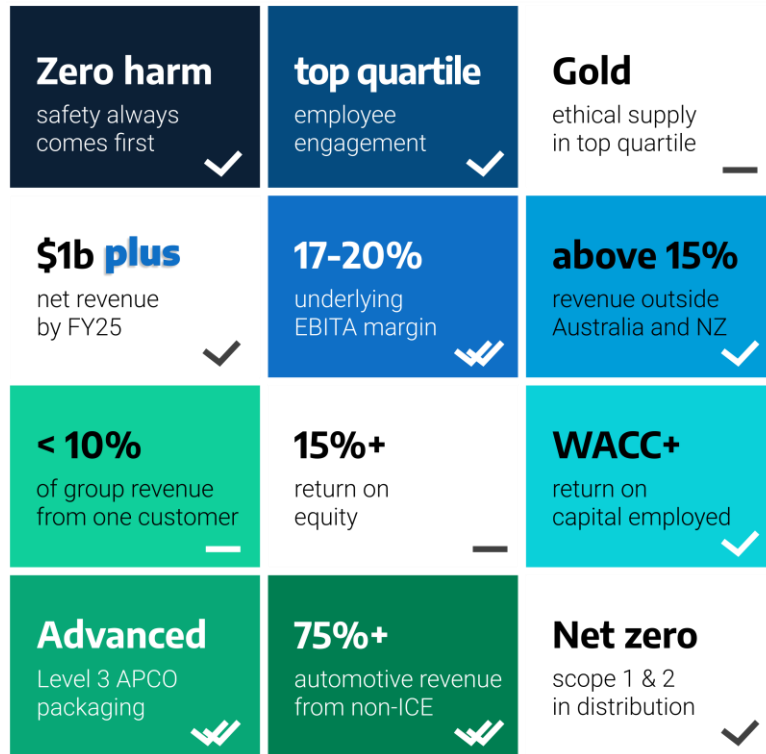 Zero harm
safety always
comes first
top quartile
employee
engagement
Gold
ethical supply
in top quartile
$1b plus
net revenue
by FY25
17-20%
underlying
EBITA margin
above 15%
revenue outside
Australia and NZ
< 10%
of group revenue
from one customer
15%+
return on
equity
WACC+
return on
capital employed
Advanced
Level 3 APCO
packaging
75%+
automotive revenue
from non-ICE
Net zero
scope 1 & 2
in distribution